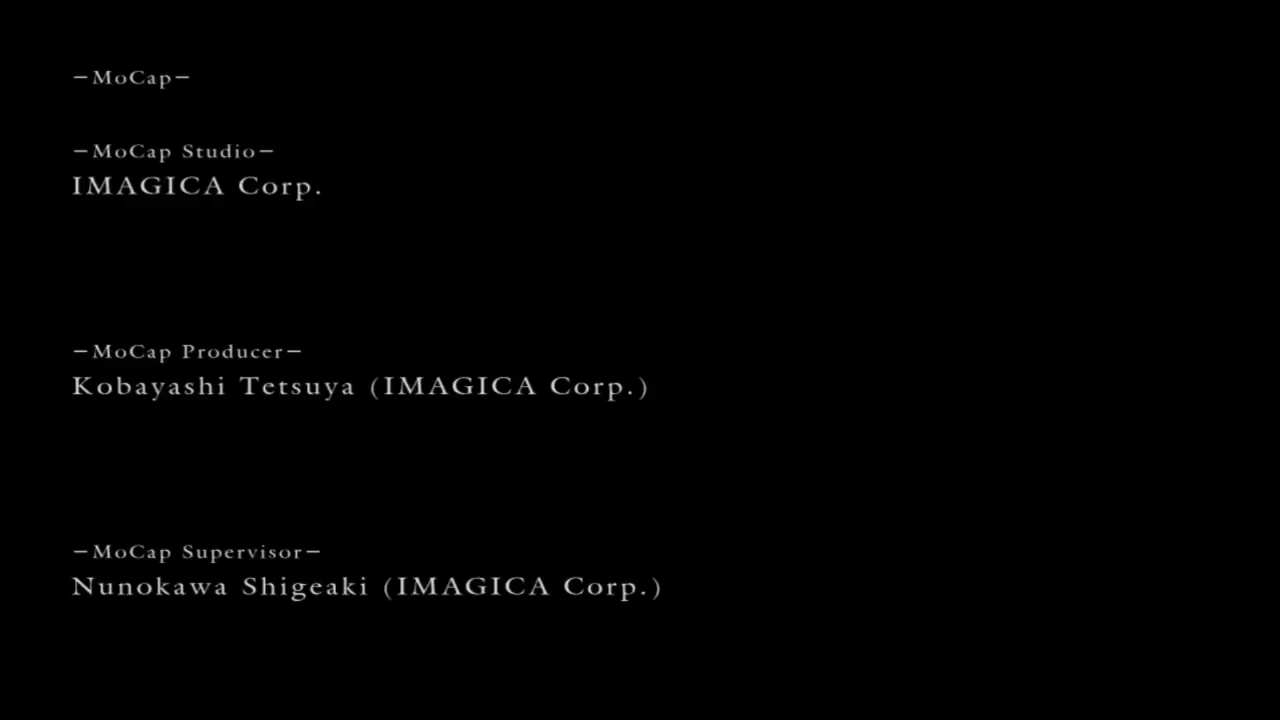 −MoCap−
−MoCap Studio−
IMAGICA Corp.
−MoCap Producer−
Kobayashi Tetsuya (IMAGICA Corp.)
−MoCap Supervisor−
Nunokawa Shigeaki (IMAGICA Corp.)